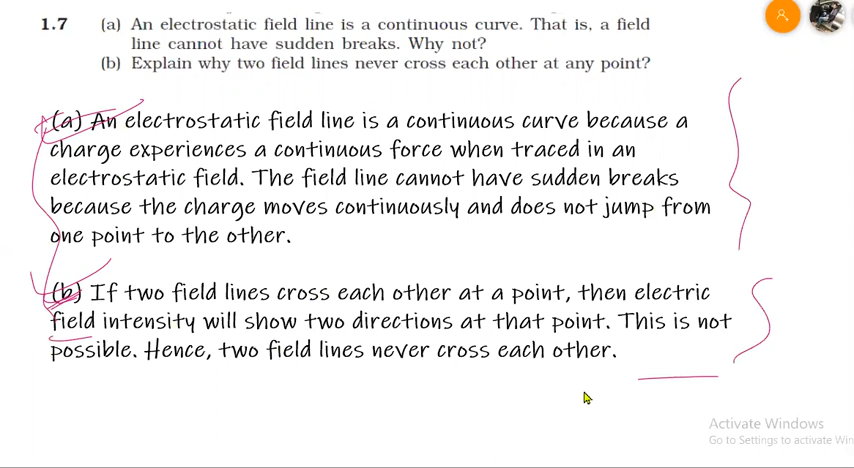 1.7 (a) An electrostatic field line is a continuous curve. That is, a field
line cannot have sudden breaks. Why not?
(b) Explain why two field lines never cross each other at any point?
(a) An electrostatic field line is a continuous curve because a
charge experiences a continuous force when traced in an
electrostatic field. The field line cannot have sudden breaks
because the charge moves continuously and does not jump from
one point to the other.
(b) If two field lines cross each other at a point, then electric
field intensity will show two directions at that point. This is not
possible. Hence, two field lines never cross each other.
Activate Windows
Go to Settings to activate Win